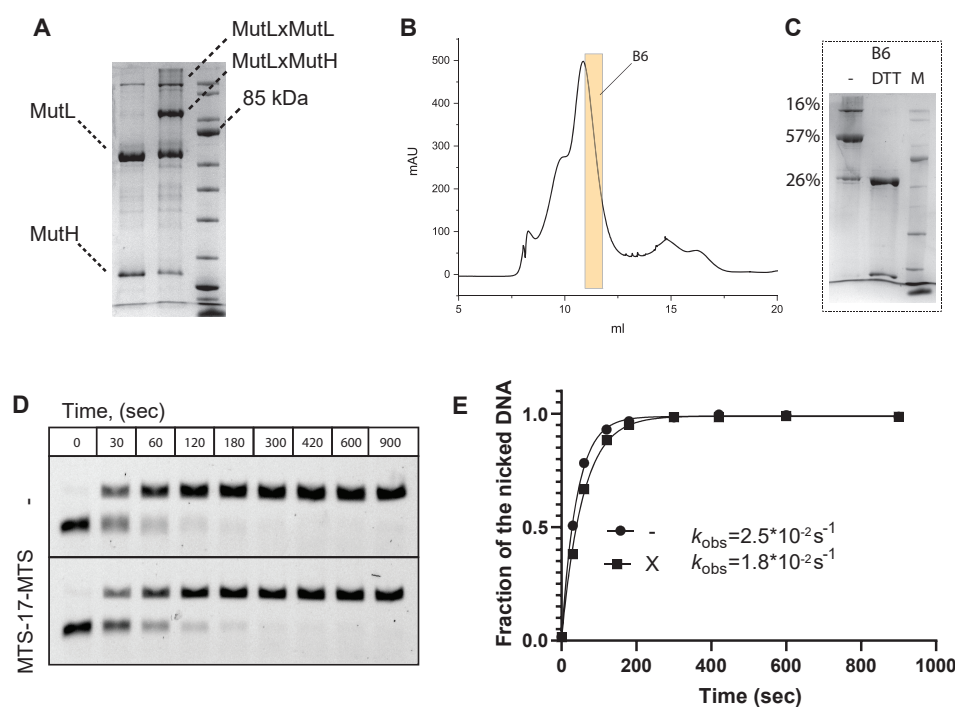 A
MutLxMutL
MutLxMutH
85 kDa
MutL
MutH
B
B6
mAU
500
400
300
200
100
0
5
10
15
20
ml
C
B6
- DTT M
16%
57%
26%
D
Time, (sec)
0 30 60 120 180 300 420 600 900
-
MTS-17-MTS
E
Fraction of the nicked DNA
1.0
0.5
0.0
- kobs=2.5*10-2s-1
X kobs=1.8*10-2s-1
0 200 400 600 800 1000
Time (sec)